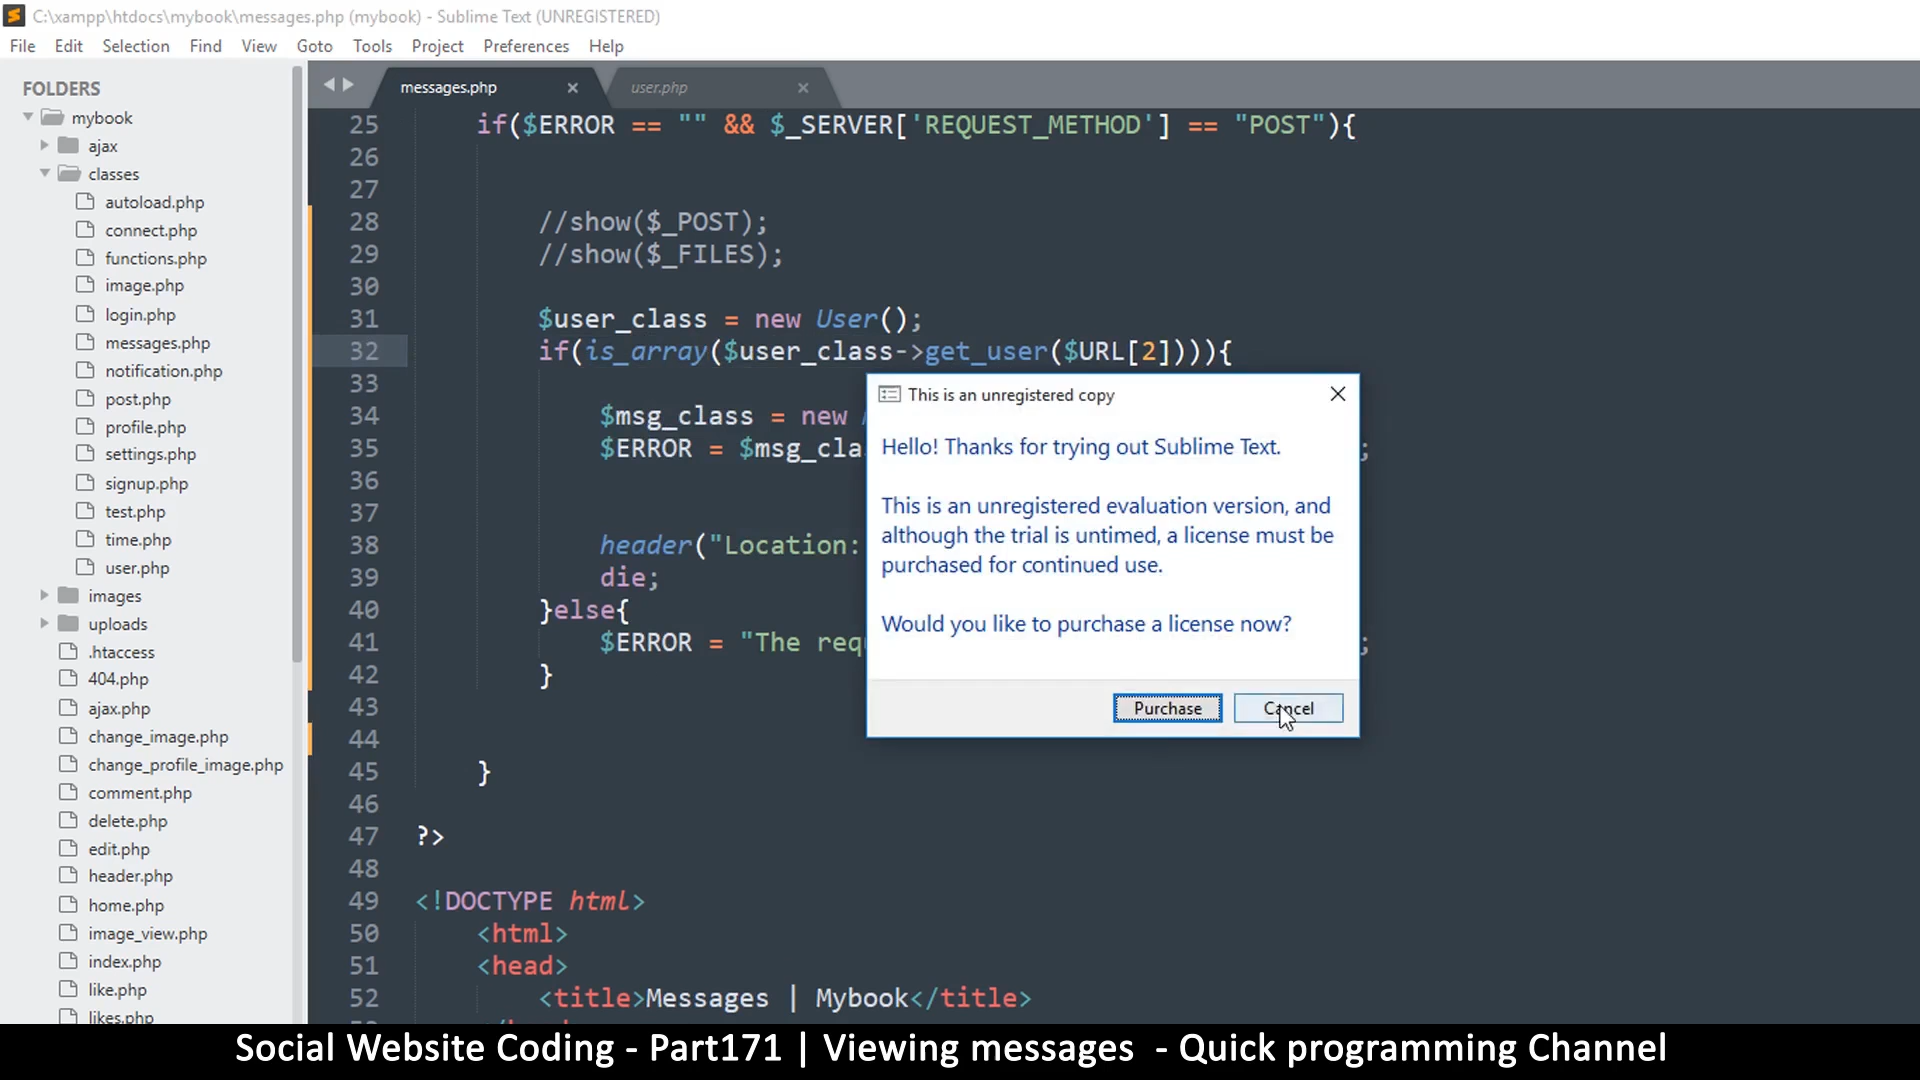 C:\xampp\htdocs\mybook\messages.php (mybook) - Sublime Text (UNREGISTERED)
File Edit Selection Find View Goto Tools Project Preferences Help
FOLDERS
mybook
ajax
classes
autoload.php
connect.php
functions.php
image.php
login.php
messages.php
notification.php
post.php
profile.php
settings.php
signup.php
test.php
time.php
user.php
images
uploads
.htaccess
404.php
ajax.php
change_image.php
change_profile_image.php
comment.php
delete.php
edit.php
header.php
home.php
image_view.php
index.php
like.php
likes.php
messages.php user.php
25 if($ERROR == "" && $_SERVER['REQUEST_METHOD'] == "POST"){
26
27
28 //show($_POST);
29 //show($_FILES);
30
31 $user_class = new User();
32 if(is_array($user_class->get_user($URL[2]))){
33
34 $msg_class = new
35 $ERROR = $msg_cla ;
36
37
38 header("Location:
39 die;
40 }else{
41 $ERROR = "The requ ;
42 }
43
44
45 }
46
47 ?>
48
49 <!DOCTYPE html>
50 <html>
51 <head>
52 <title>Messages | Mybook</title>
This is an unregistered copy
Hello! Thanks for trying out Sublime Text.
This is an unregistered evaluation version, and
although the trial is untimed, a license must be
purchased for continued use.
Would you like to purchase a license now?
Purchase Cancel
Social Website Coding - Part171 | Viewing messages - Quick programming Channel